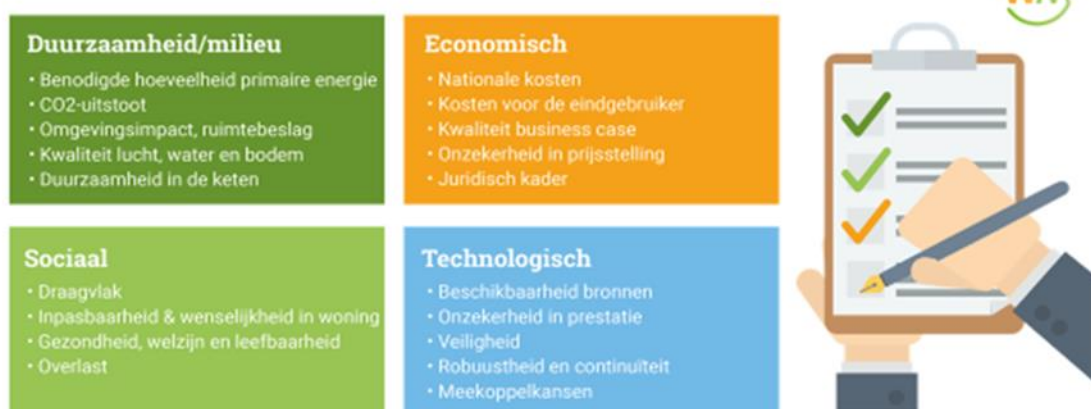 Duurzaamheid/milieu
• Benodigde hoeveelheid primaire energie
• CO2-uitstoot
• Omgevingsimpact, ruimtebeslag
• Kwaliteit lucht, water en bodem
• Duurzaamheid in de keten
Economisch
• Nationale kosten
• Kosten voor de eindgebruiker
• Kwaliteit business case
• Onzekerheid in prijsstelling
• Juridisch kader
Sociaal
• Draagvlak
• Inpasbaarheid & wenselijkheid in woning
• Gezondheid, welzijn en leefbaarheid
• Overlast
Technologisch
• Beschikbaarheid bronnen
• Onzekerheid in prestatie
• Veiligheid
• Robuustheid en continuïteit
• Meekoppelkansen